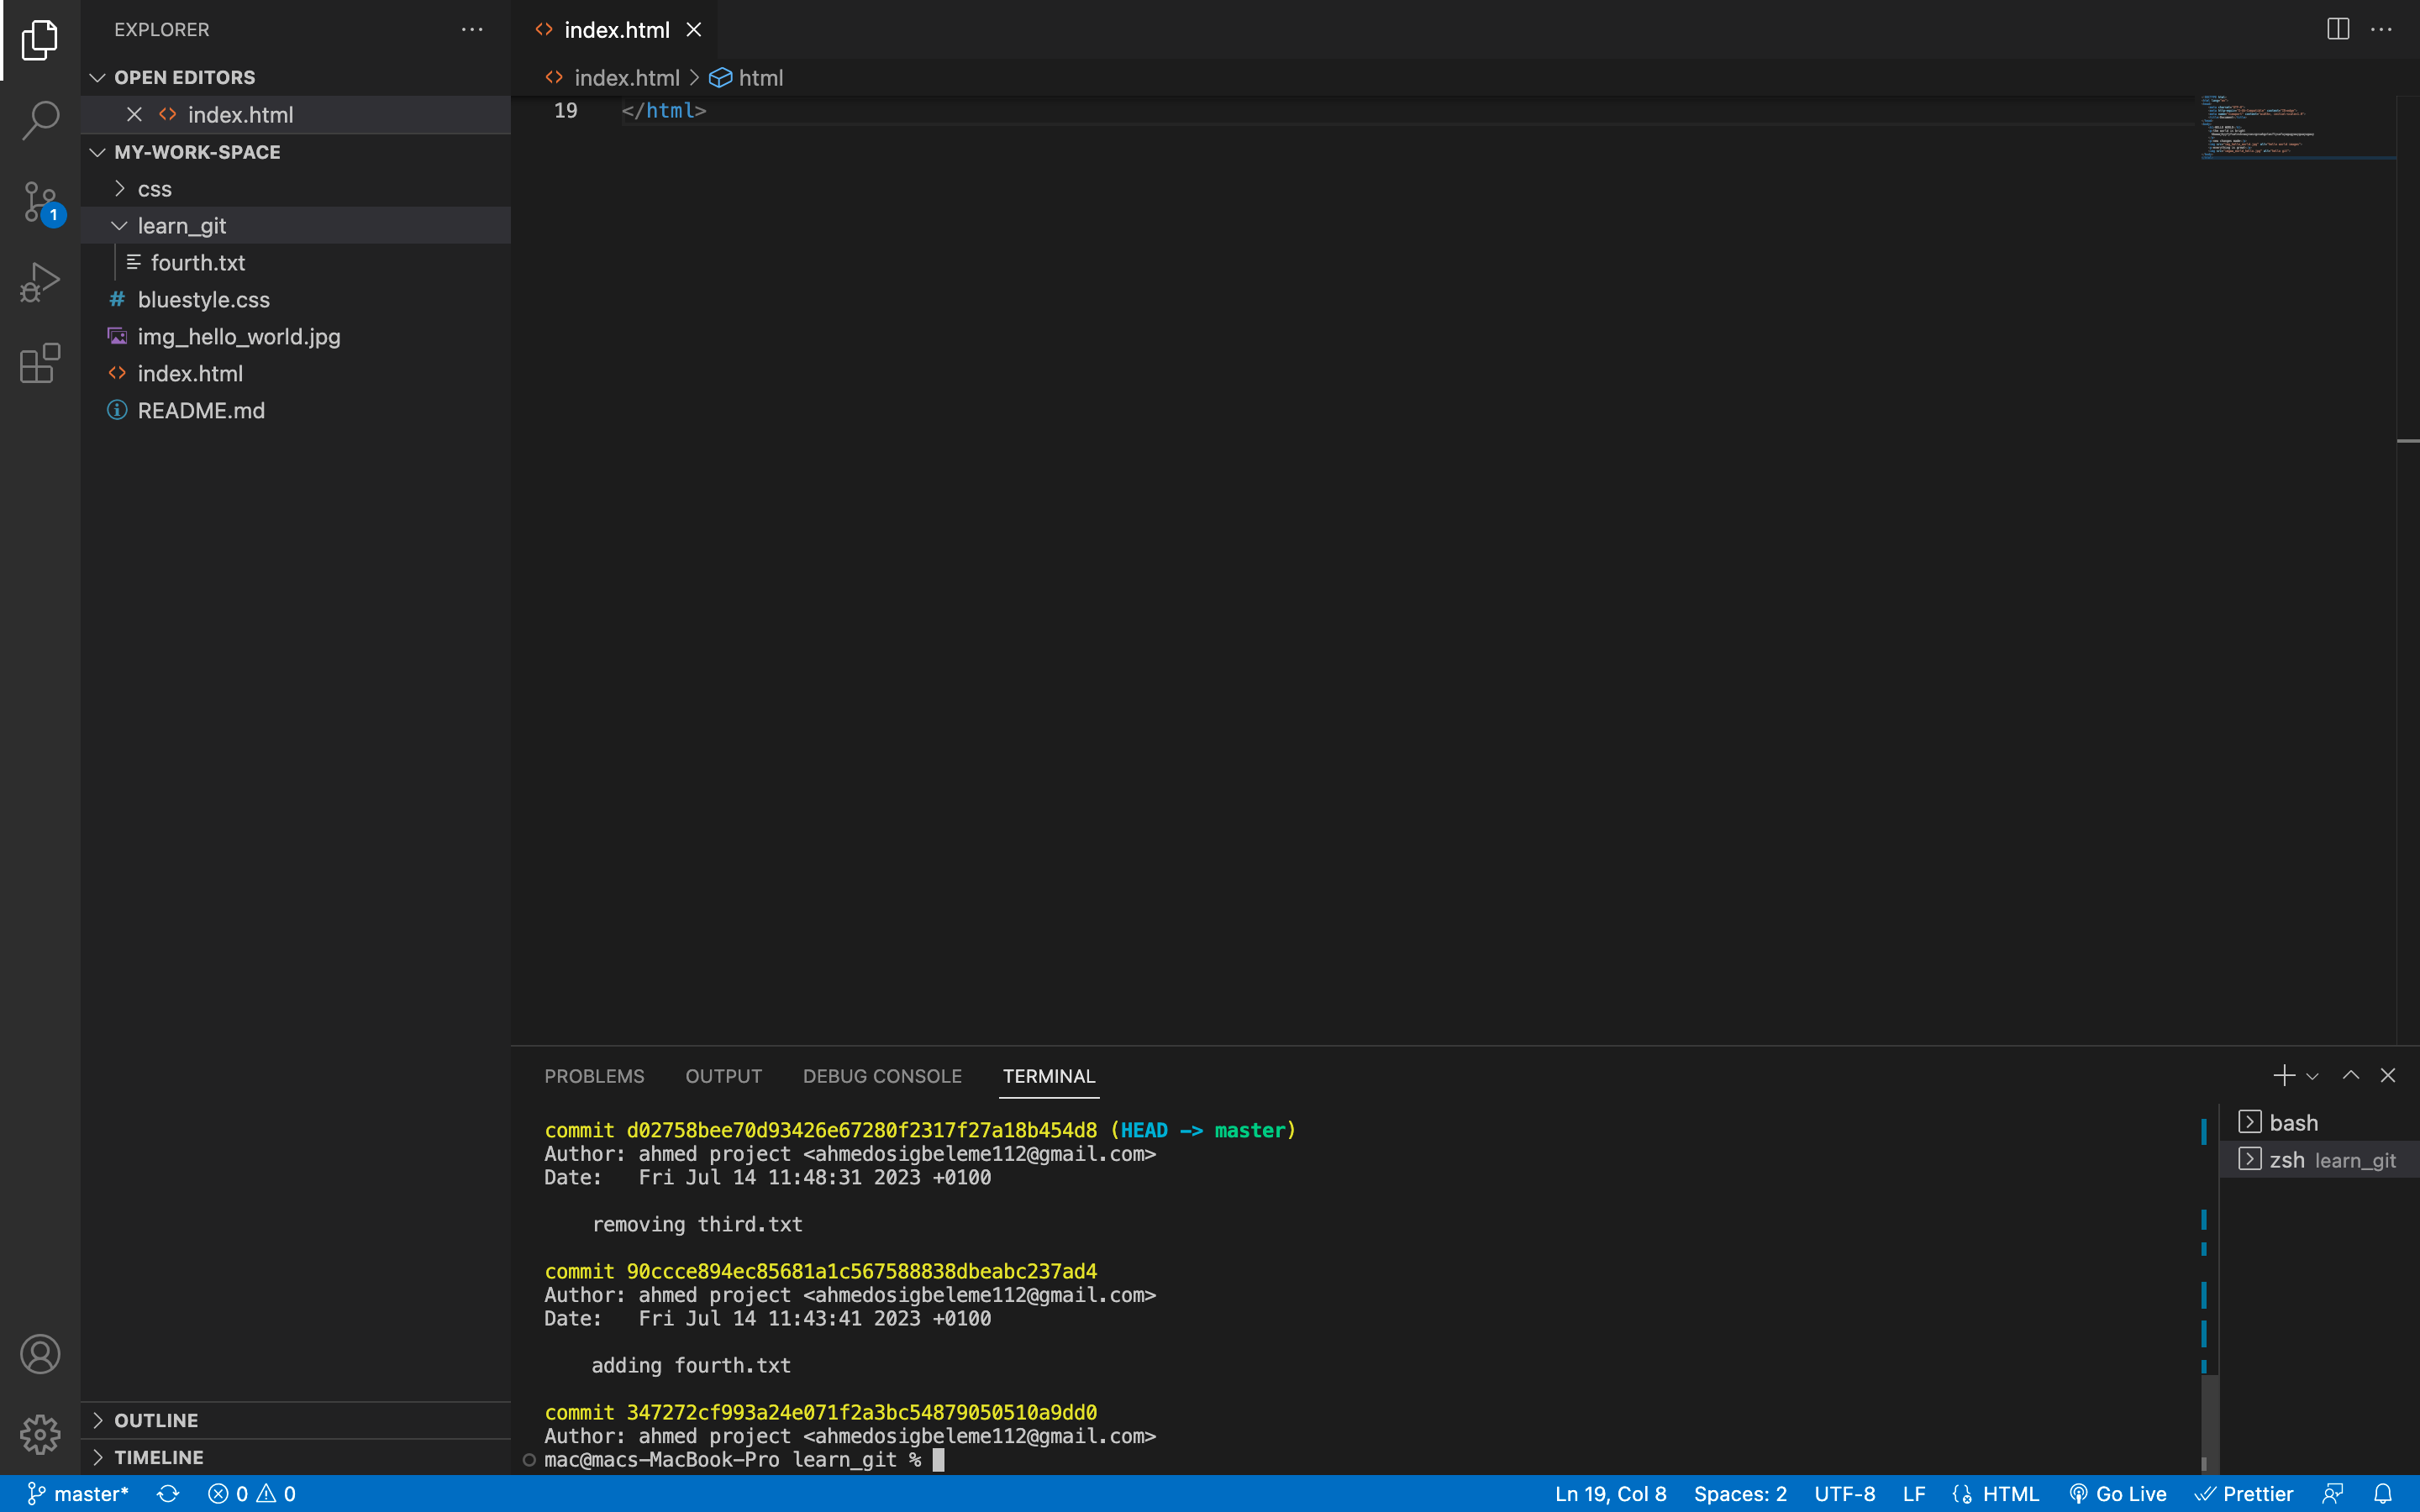 EXPLORER
index.html
OPEN EDITORS
index.html
index.html > html
MY-WORK-SPACE
css
learn_git
fourth.txt
bluestyle.css
img_hello_world.jpg
index.html
README.md
1
19 </html>
PROBLEMS OUTPUT DEBUG CONSOLE TERMINAL
commit d02758bee70d93426e67280f2317f27a18b454d8 (HEAD -> master)
Author: ahmed project <ahmedosigbeleme112@gmail.com>
Date: Fri Jul 14 11:48:31 2023 +0100
removing third.txt
commit 90ccce894ec85681a1c567588838dbeabc237ad4
Author: ahmed project <ahmedosigbeleme112@gmail.com>
Date: Fri Jul 14 11:43:41 2023 +0100
adding fourth.txt
commit 347272cf993a24e071f2a3bc54879050510a9dd0
Author: ahmed project <ahmedosigbeleme112@gmail.com>
mac@macs-MacBook-Pro learn_git %
bash
zsh learn_git
OUTLINE
TIMELINE
master* 0 0 Ln 19, Col 8 Spaces: 2 UTF-8 LF HTML Go Live Prettier